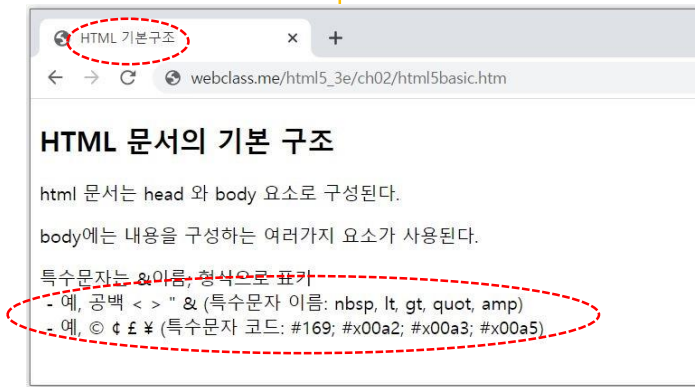 HTML 기본구조
webclass.me/html5_3e/ch02/html5basic.htm
HTML 문서의 기본 구조
html 문서는 head 와 body 요소로 구성된다.
body에는 내용을 구성하는 여러가지 요소가 사용된다.
특수문자는 &이름; 형식으로 표기
- 예, 공백 < > " & (특수문자 이름: nbsp, lt, gt, quot, amp)
- 예, © ¢ £ ¥ (특수문자 코드: #169; #x00a2; #x00a3; #x00a5)